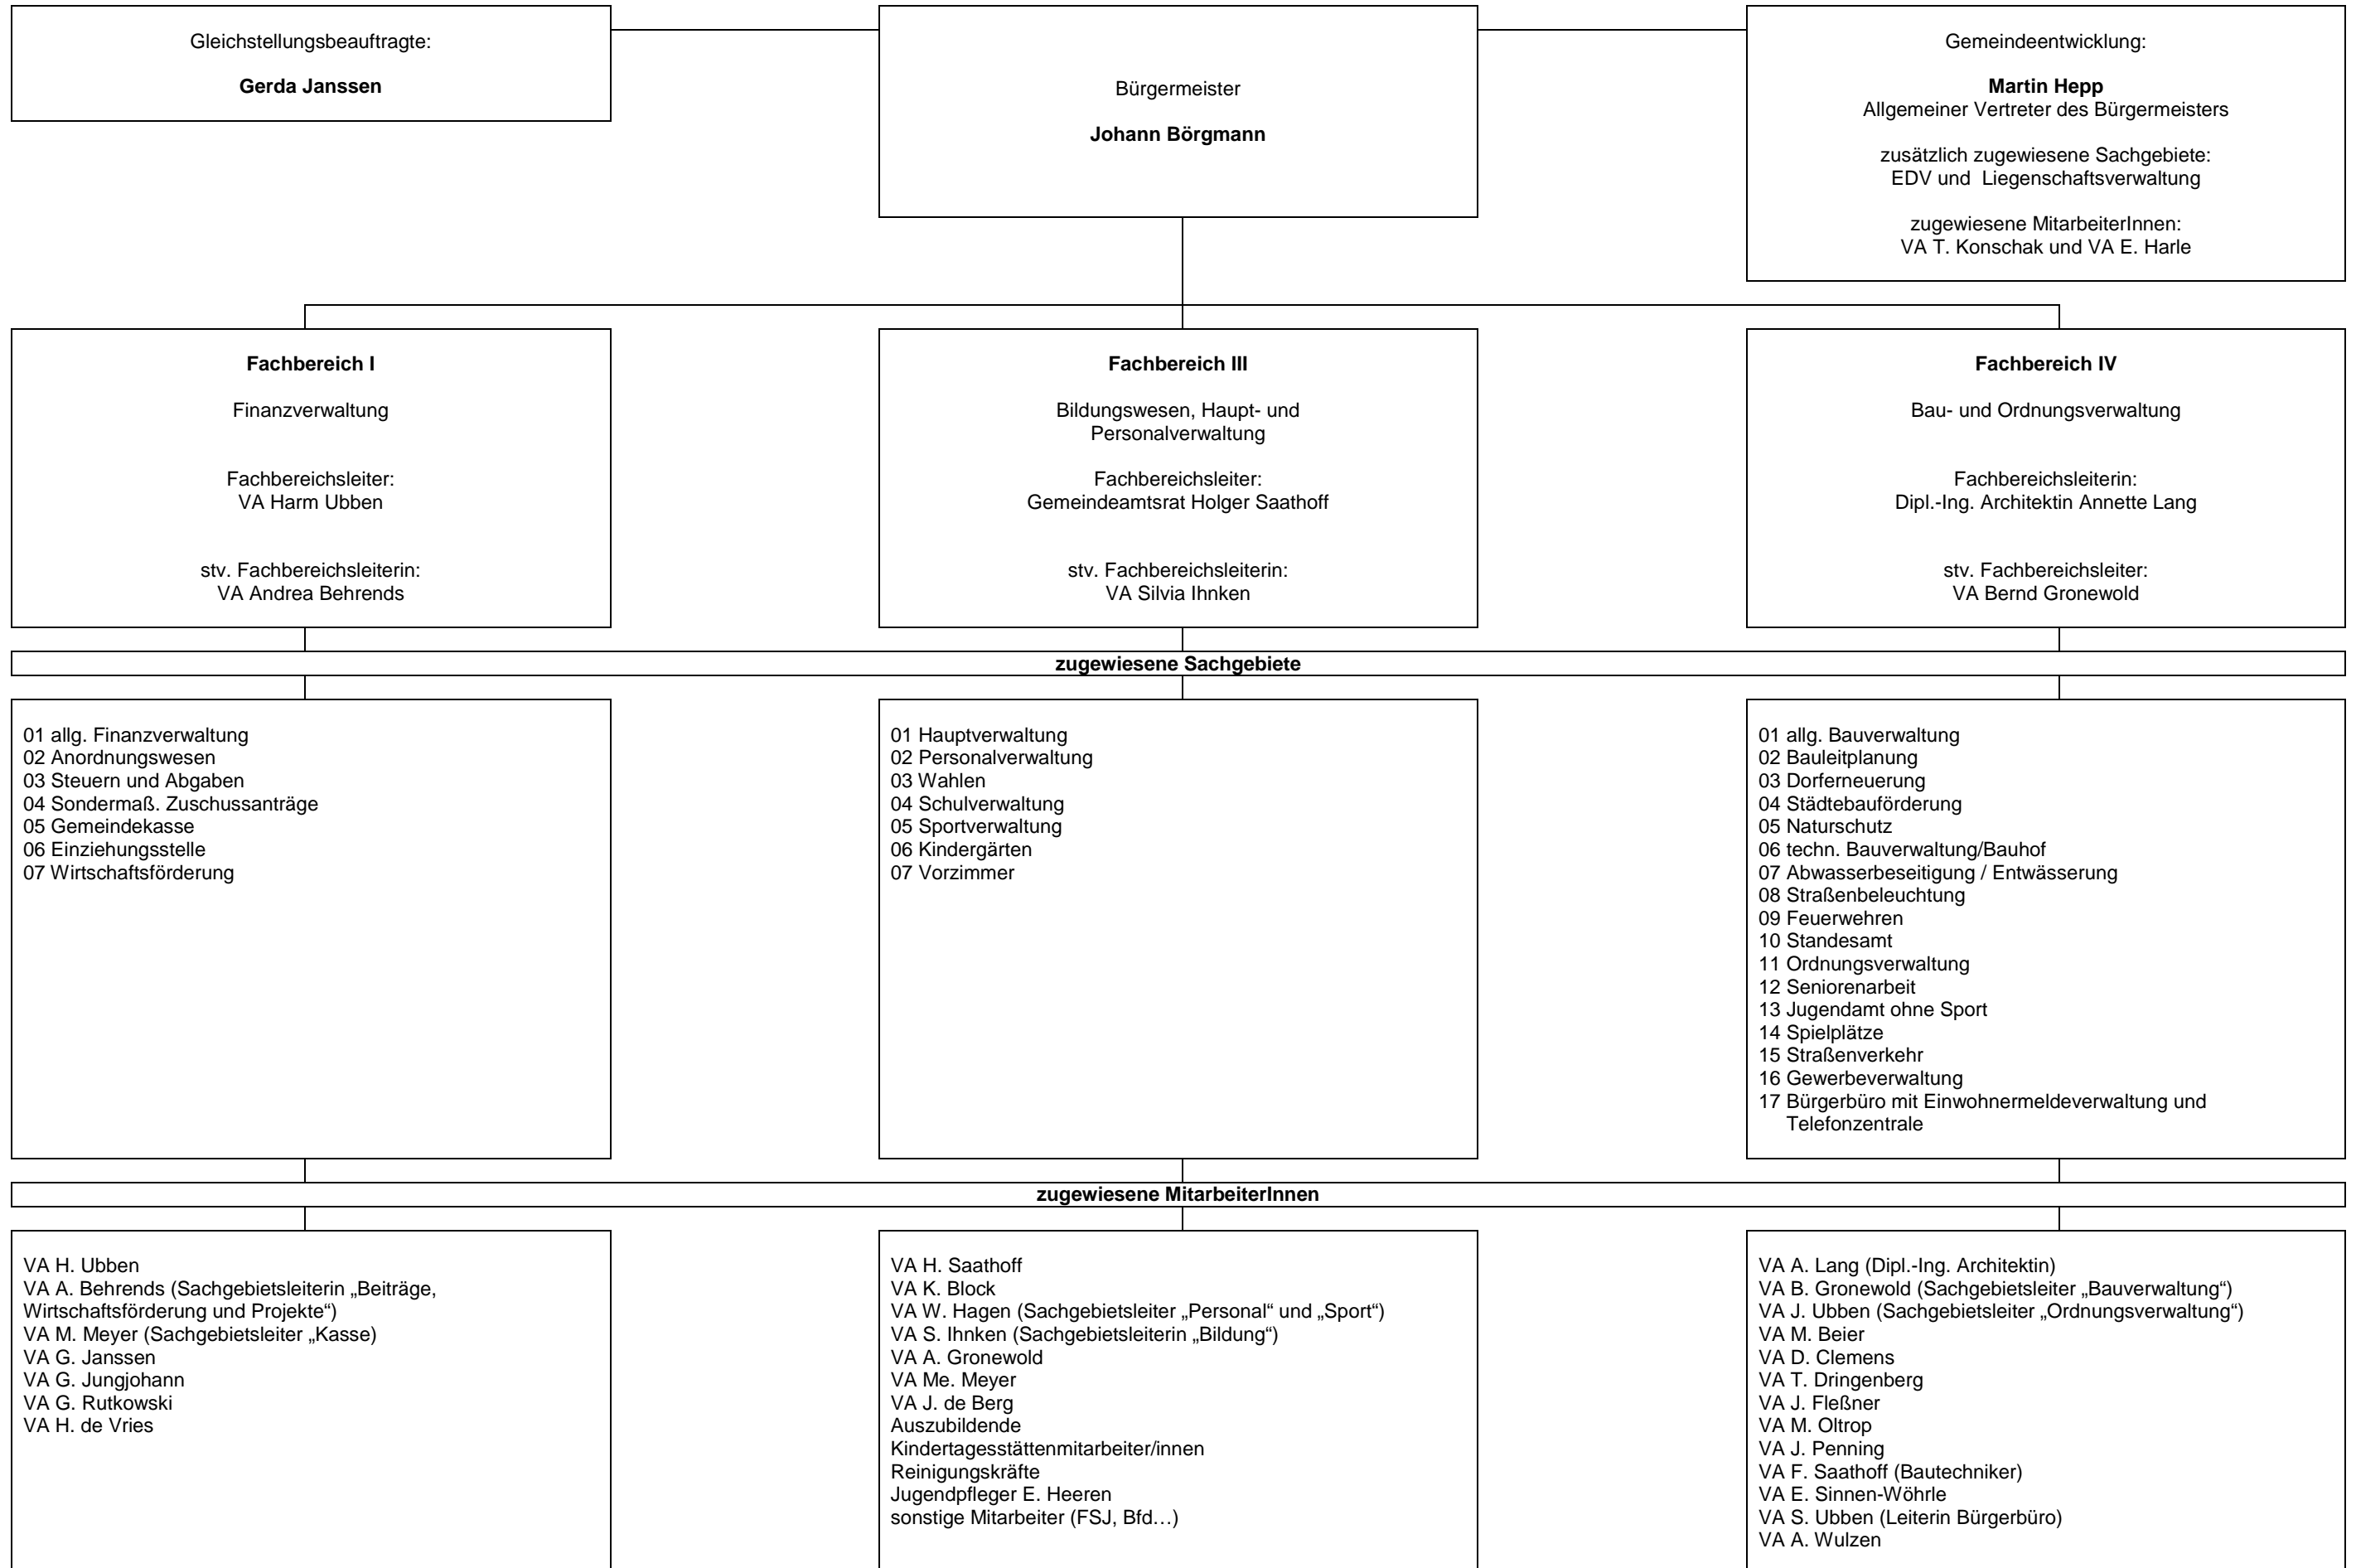 Gleichstellungsbeauftragte:
Gerda Janssen
Bürgermeister
Johann Börgmann
Gemeindeentwicklung:
Martin Hepp
Allgemeiner Vertreter des Bürgermeisters
zusätzlich zugewiesene Sachgebiete:
EDV und  Liegenschaftsverwaltung
zugewiesene MitarbeiterInnen:
VA T. Konschak und VA E. Harle
Fachbereich I
Finanzverwaltung
Fachbereichsleiter:
VA Harm Ubben
stv. Fachbereichsleiterin:
VA Andrea Behrends
Fachbereich III
Bildungswesen, Haupt- und
Personalverwaltung
Fachbereichsleiter:
Gemeindeamtsrat Holger Saathoff
stv. Fachbereichsleiterin:
VA Silvia Ihnken
Fachbereich IV
Bau- und Ordnungsverwaltung
Fachbereichsleiterin:
Dipl.-Ing. Architektin Annette Lang
stv. Fachbereichsleiter:
VA Bernd Gronewold
zugewiesene Sachgebiete
01 allg. Finanzverwaltung
02 Anordnungswesen
03 Steuern und Abgaben
04 Sondermaß. Zuschussanträge
05 Gemeindekasse
06 Einziehungsstelle
07 Wirtschaftsförderung
01 Hauptverwaltung
02 Personalverwaltung
03 Wahlen
04 Schulverwaltung
05 Sportverwaltung
06 Kindergärten
07 Vorzimmer
01 allg. Bauverwaltung
02 Bauleitplanung
03 Dorferneuerung
04 Städtebauförderung
05 Naturschutz
06 techn. Bauverwaltung/Bauhof
07 Abwasserbeseitigung / Entwässerung
08 Straßenbeleuchtung
09 Feuerwehren
10 Standesamt
11 Ordnungsverwaltung
12 Seniorenarbeit
13 Jugendamt ohne Sport
14 Spielplätze
15 Straßenverkehr
16 Gewerbeverwaltung
17 Bürgerbüro mit Einwohnermeldeverwaltung und
Telefonzentrale
zugewiesene MitarbeiterInnen
VA H. Ubben
VA A. Behrends (Sachgebietsleiterin „Beiträge,
Wirtschaftsförderung und Projekte“)
VA M. Meyer (Sachgebietsleiter „Kasse)
VA G. Janssen
VA G. Jungjohann
VA G. Rutkowski
VA H. de Vries
VA H. Saathoff
VA K. Block
VA W. Hagen (Sachgebietsleiter „Personal“ und „Sport“)
VA S. Ihnken (Sachgebietsleiterin „Bildung“)
VA A. Gronewold
VA Me. Meyer
VA J. de Berg
Auszubildende
Kindertagesstättenmitarbeiter/innen
Reinigungskräfte
Jugendpfleger E. Heeren
sonstige Mitarbeiter (FSJ, Bfd…)
VA A. Lang (Dipl.-Ing. Architektin)
VA B. Gronewold (Sachgebietsleiter „Bauverwaltung“)
VA J. Ubben (Sachgebietsleiter „Ordnungsverwaltung“)
VA M. Beier
VA D. Clemens
VA T. Dringenberg
VA J. Fleßner
VA M. Oltrop
VA J. Penning
VA F. Saathoff (Bautechniker)
VA E. Sinnen-Wöhrle
VA S. Ubben (Leiterin Bürgerbüro)
VA A. Wulzen